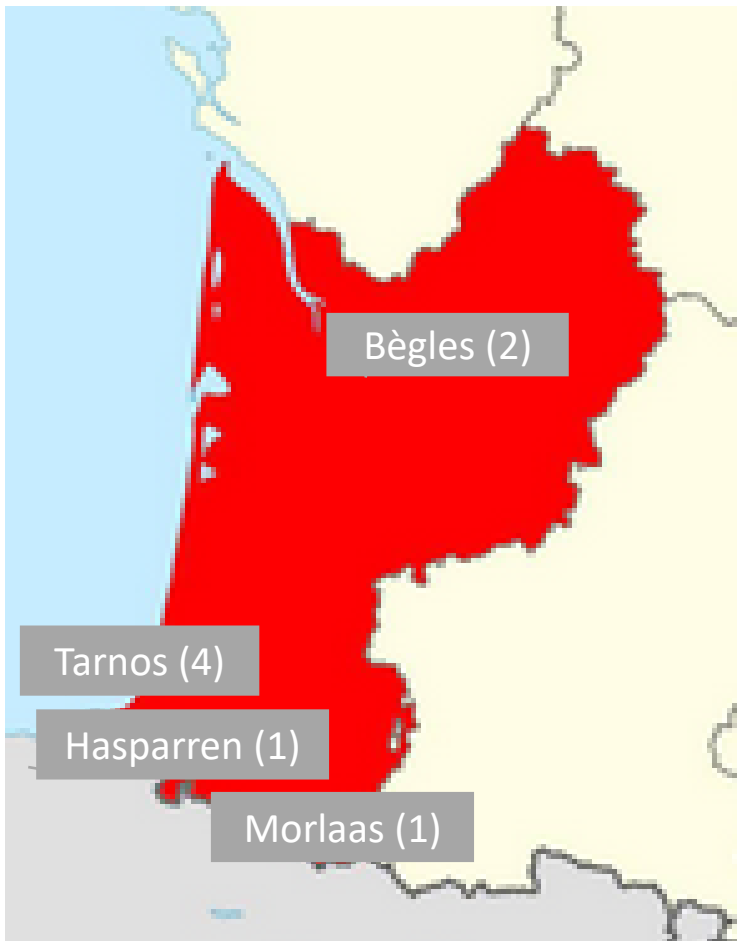 Bègles (2)
Tarnos (4)
Hasparren (1)
Morlaas (1)